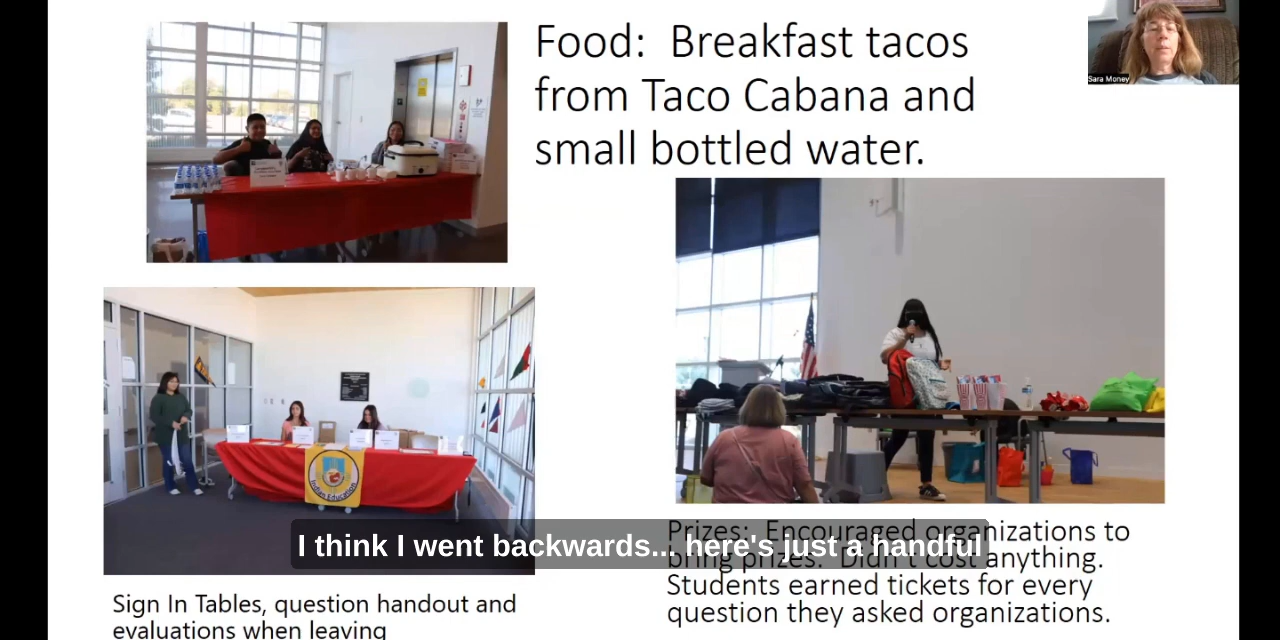 Food:  Breakfast tacos
from Taco Cabana and
small bottled water.
Sara Money
Indian Education
I think I went backwards... here's just a handful
Prizes:  Encouraged organizations to
bring prizes.  Didn't cost anything.
Students earned tickets for every
question they asked organizations.
Sign In Tables, question handout and
evaluations when leaving